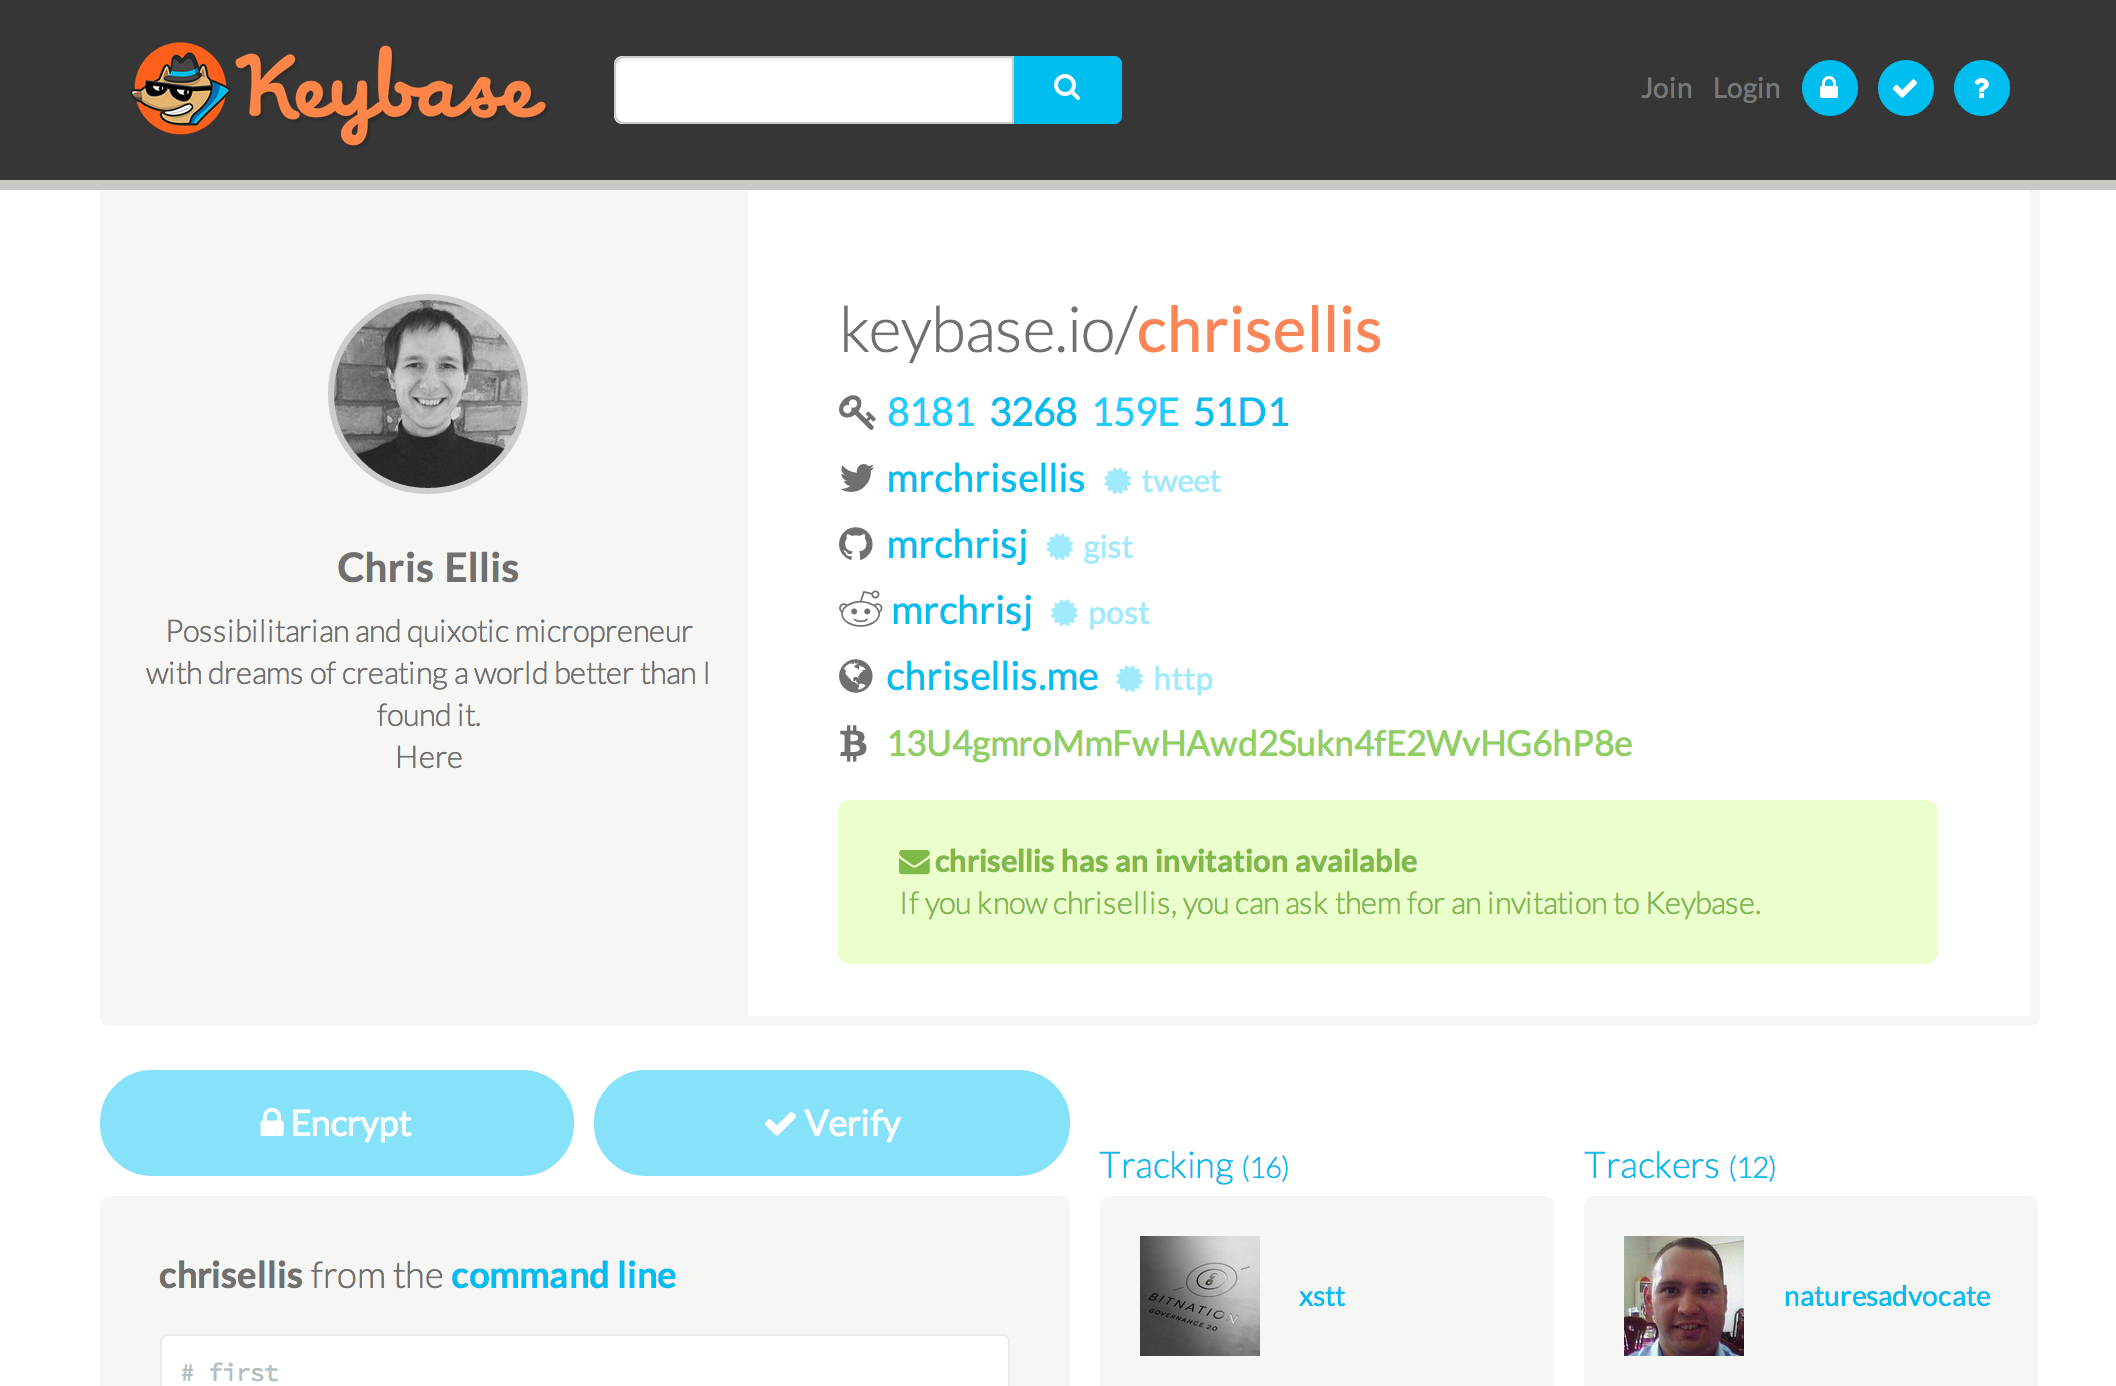 Keybase
Join Login ?
keybase.io/chrisellis
8181 3268 159E 51D1
mrchrisellis tweet
mrchrisj gist
mrchrisj post
chrisellis.me http
13U4gmroMmFwHAwd2Sukn4fE2WvHG6hP8e
chrisellis has an invitation available
If you know chrisellis, you can ask them for an invitation to Keybase.
Chris Ellis
Possibilitarian and quixotic micropreneur
with dreams of creating a world better than I
found it.
Here
Encrypt
Verify
chrisellis from the command line
# first
Tracking (16)
BITNATION
GOVERNANCE 2.0
xstt
Trackers (12)
naturesadvocate